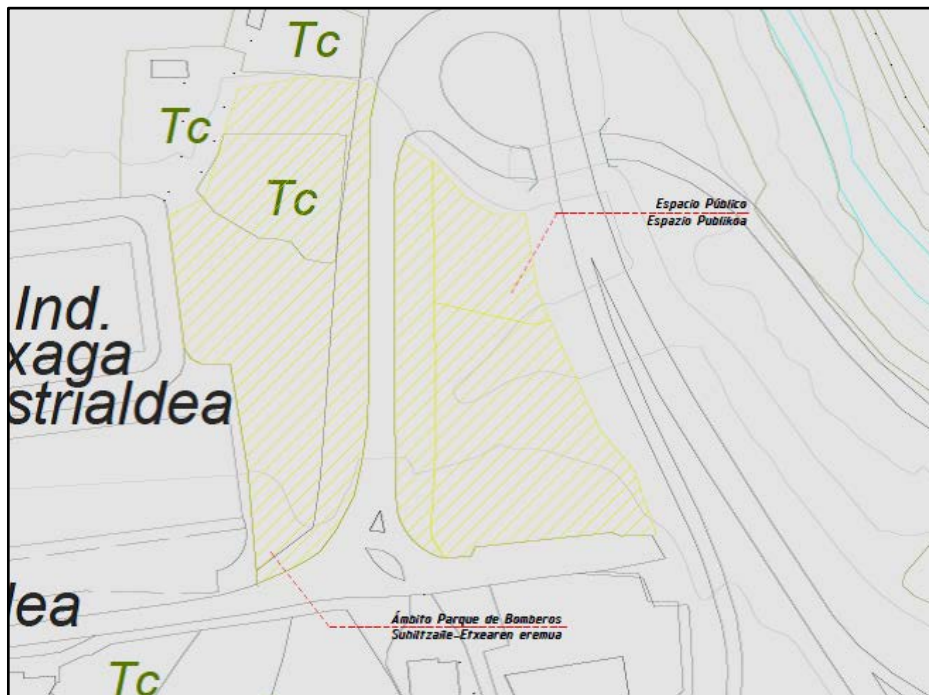 Tc
Tc
Tc
Espacio Público
Espazio Publikoa
Ind.
xaga
strialdea
lea
Ámbito Parque de Bomberos
Suhiltzaile-Etxearen eremua
Tc